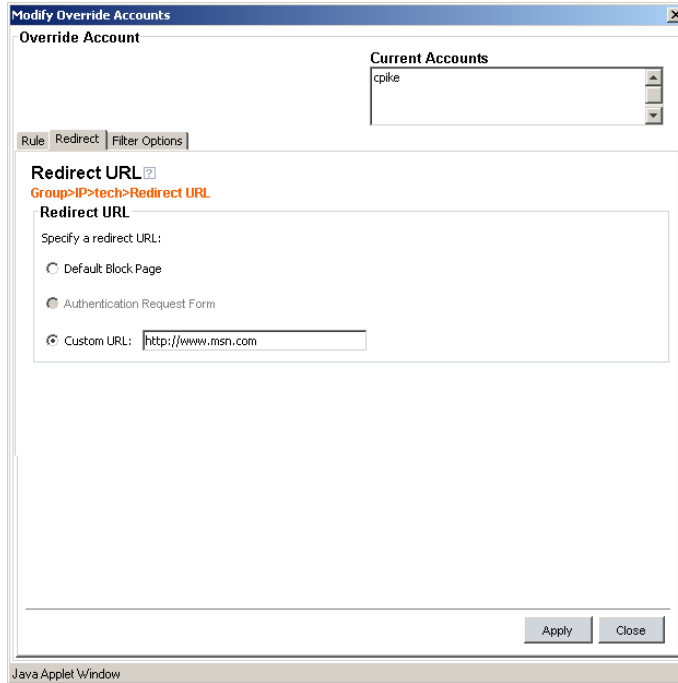 Modify Override Accounts
Override Account
Current Accounts
cpike
Rule Redirect Filter Options
Redirect URL ?
Group>IP>tech>Redirect URL
Redirect URL
Specify a redirect URL:
Default Block Page
Authentication Request Form
Custom URL: http://www.msn.com
Apply Close
Java Applet Window